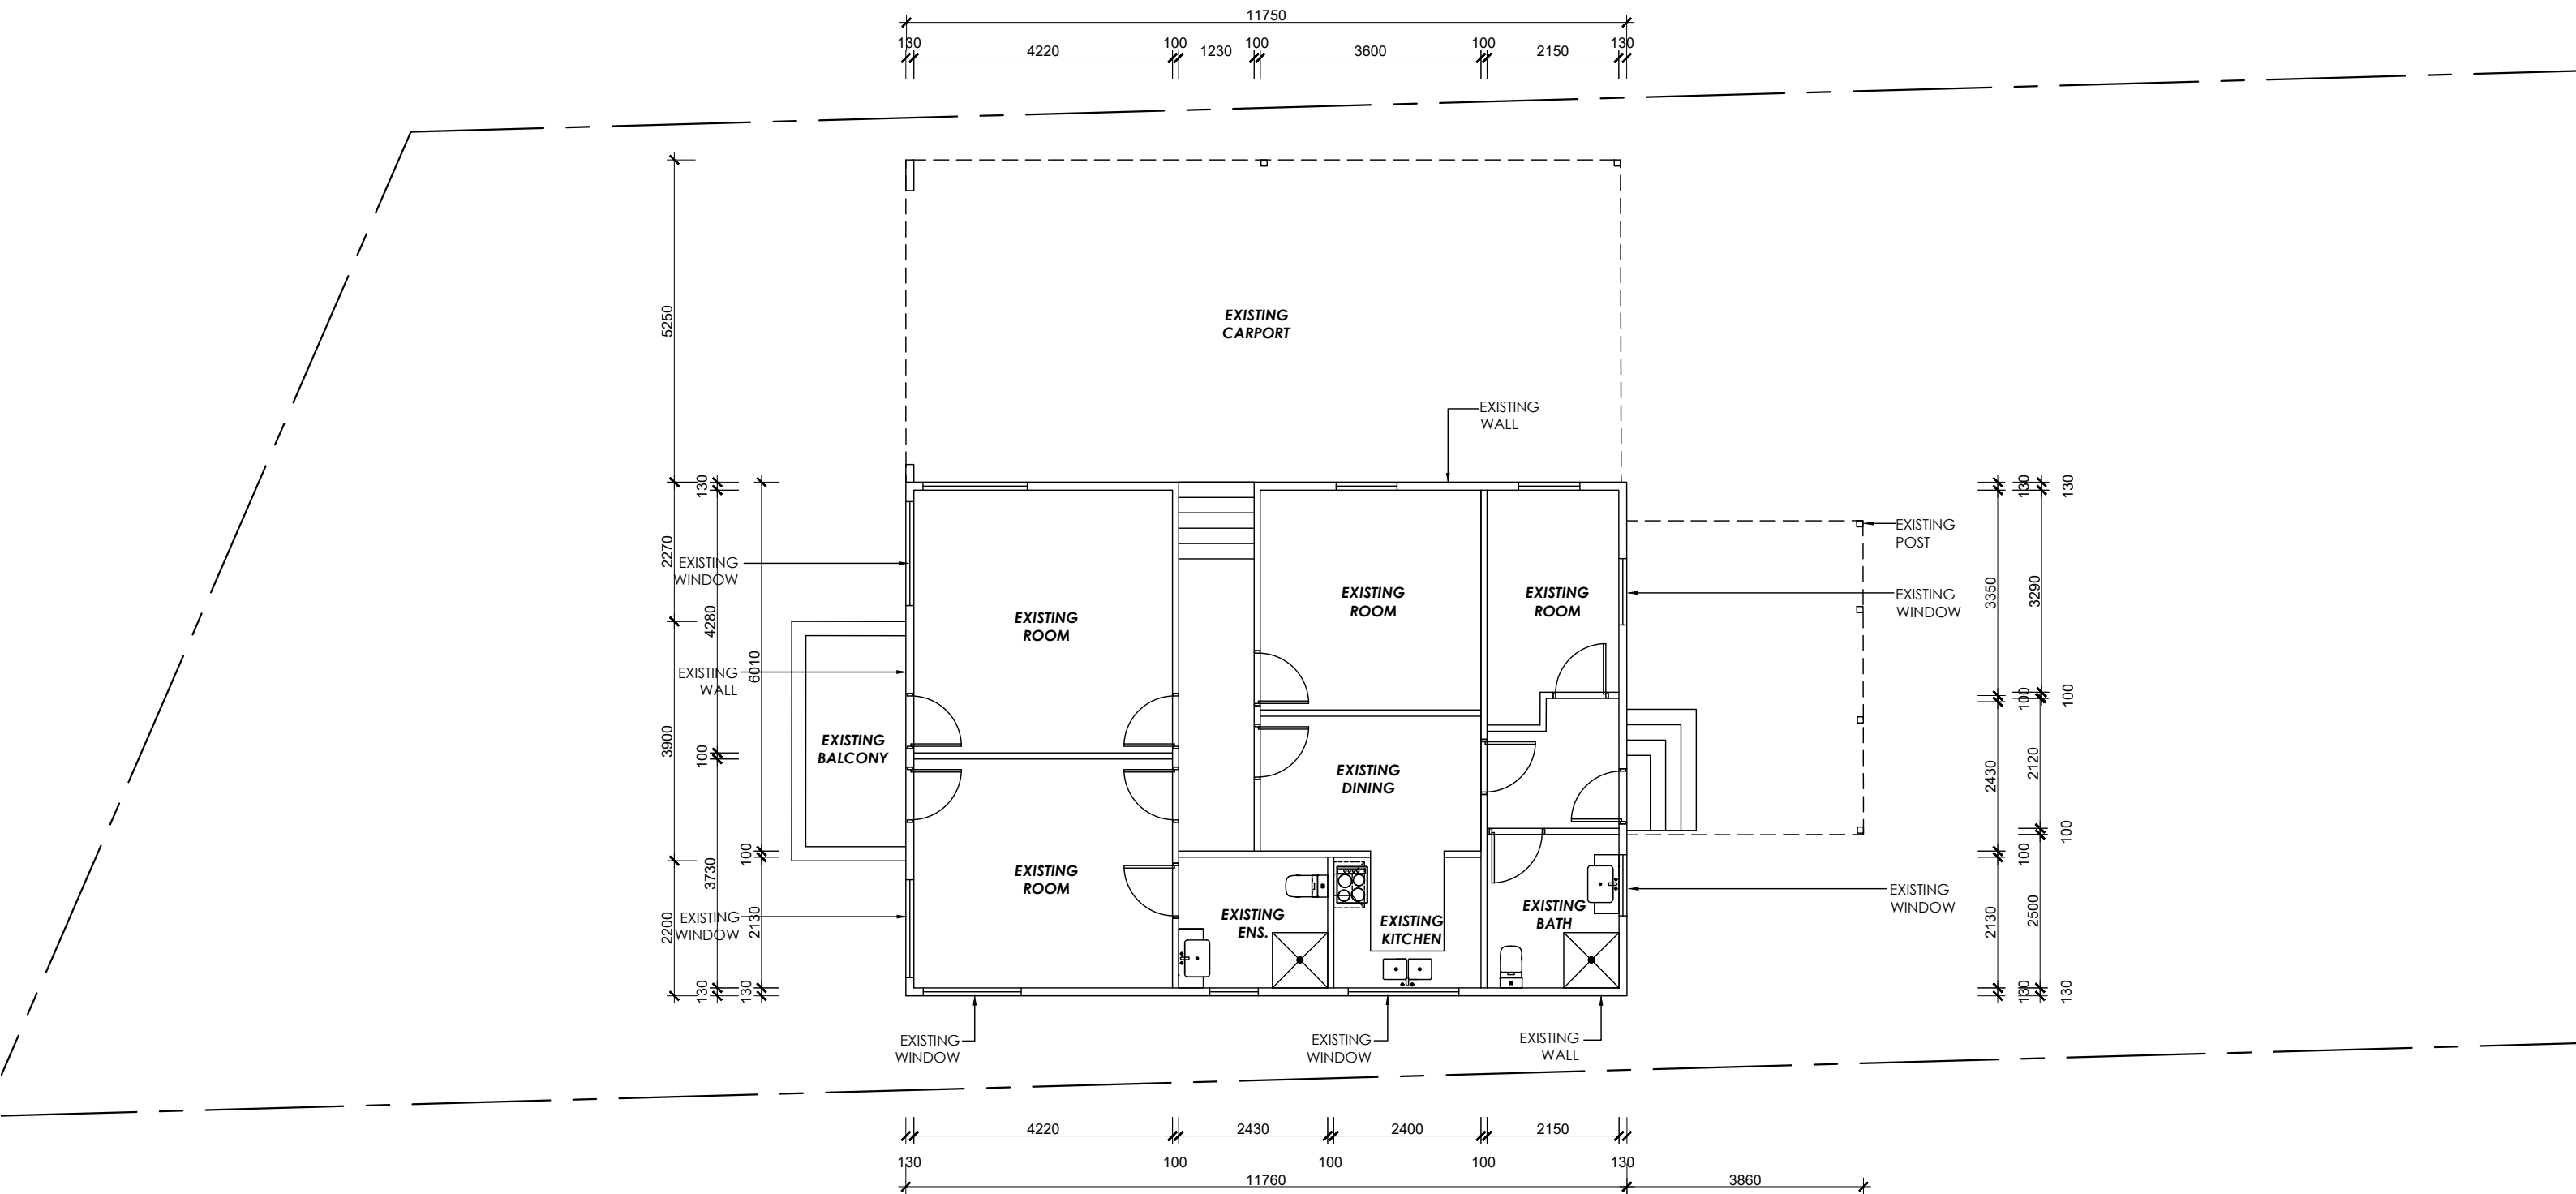 11750
130 4220 100 1230 100 3600 100 2150 130
5250
EXISTING
CARPORT
EXISTING
WALL
130
2270
4280
6010
3900
100
100
3730
2130
2200
130
130
EXISTING
WINDOW
EXISTING
WALL
EXISTING
BALCONY
EXISTING
WINDOW
EXISTING
ROOM
EXISTING
ROOM
EXISTING
ROOM
EXISTING
ROOM
EXISTING
DINING
EXISTING
ENS.
EXISTING
KITCHEN
EXISTING
BATH
EXISTING
POST
EXISTING
WINDOW
EXISTING
WINDOW
130
130
3350
3290
100
100
2430
2120
100
100
2130
2500
130
130
EXISTING
WINDOW
EXISTING
WINDOW
EXISTING
WALL
4220 2430 2400 2150
130 100 100 100 130
11760 3860